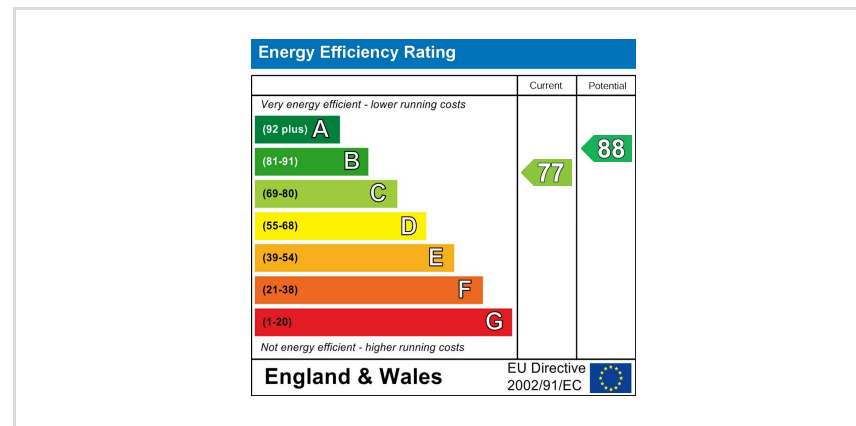 Energy Efficiency Rating
Current Potential
Very energy efficient - lower running costs
(92 plus) A
(81-91) B
88
(69-80) C
77
(55-68) D
(39-54) E
(21-38) F
(1-20) G
Not energy efficient - higher running costs
England & Wales
EU Directive
2002/91/EC